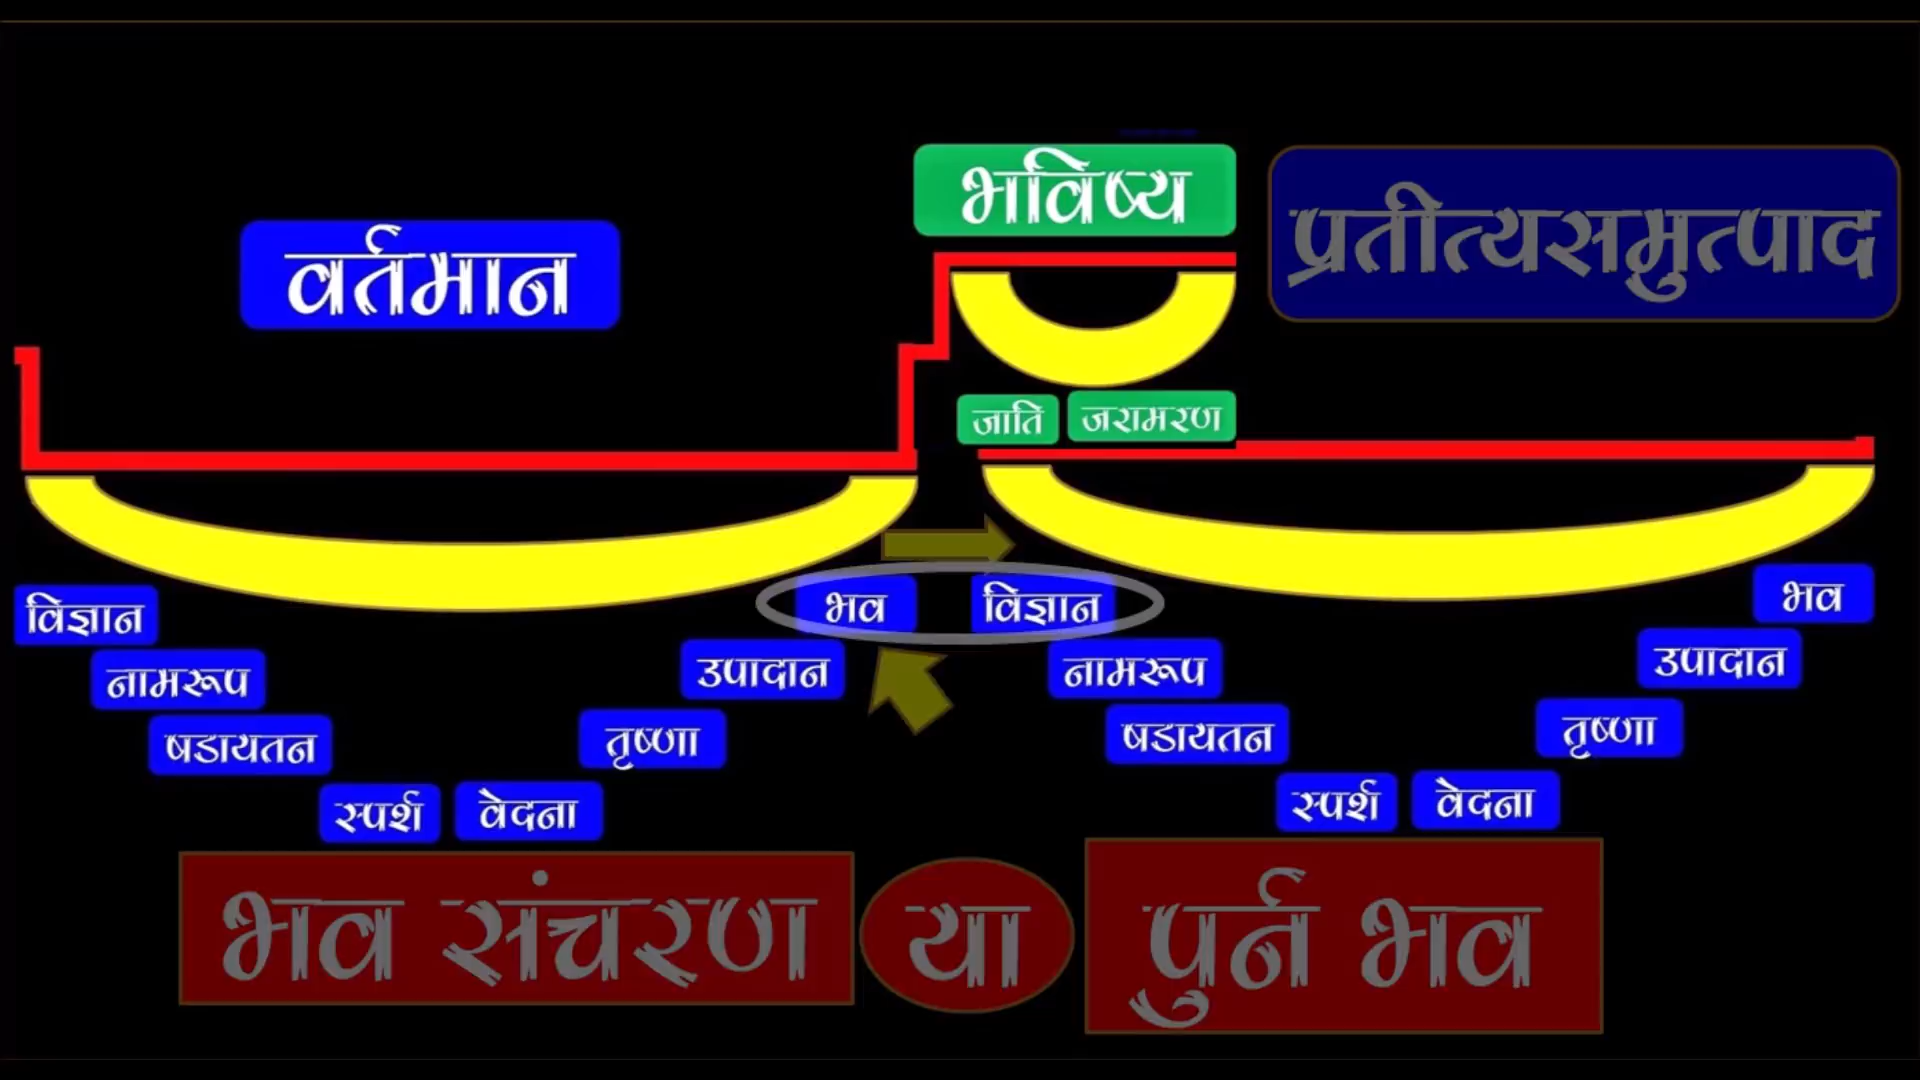 भविष्य
प्रतीत्यसमुत्पाद
वर्तमान
जाति जरामरण
विज्ञान भव विज्ञान भव
नामरूप उपादान नामरूप उपादान
षडायतन तृष्णा षडायतन तृष्णा
स्पर्श वेदना स्पर्श वेदना
भव संचरण या पुर्न भव